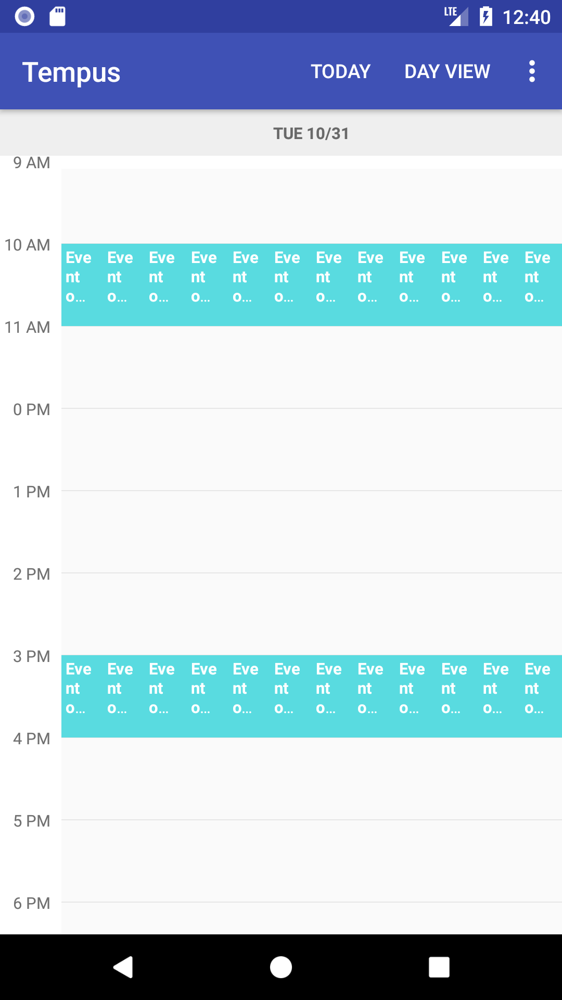 LTE 12:40
Tempus TODAY DAY VIEW
TUE 10/31
9 AM
10 AM
Eve Eve Eve Eve Eve Eve Eve Eve Eve Eve Eve Eve
nt nt nt nt nt nt nt nt nt nt nt nt
o... o... o... o... o... o... o... o... o... o... o... o...
11 AM
0 PM
1 PM
2 PM
3 PM
Eve Eve Eve Eve Eve Eve Eve Eve Eve Eve Eve Eve
nt nt nt nt nt nt nt nt nt nt nt nt
o... o... o... o... o... o... o... o... o... o... o... o...
4 PM
5 PM
6 PM